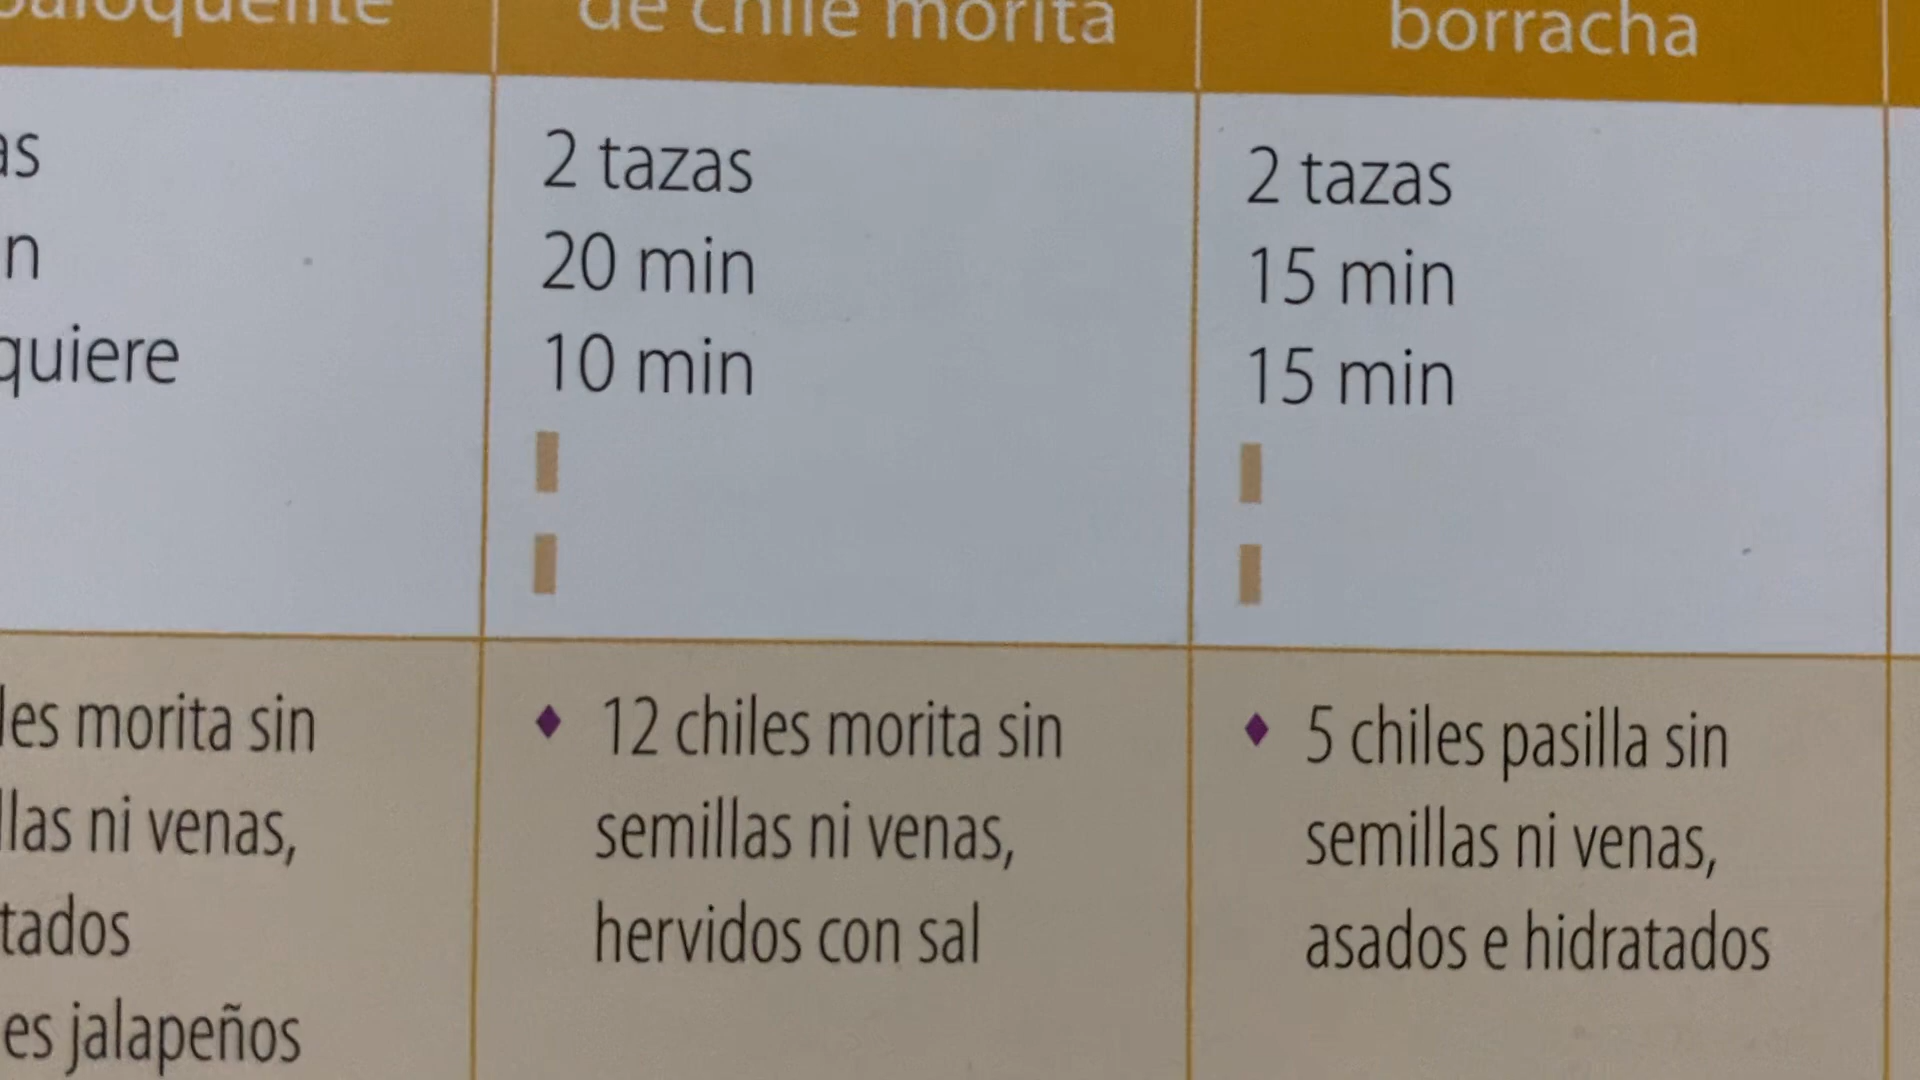 de chile morita
borracha
as
n
quiere
2 tazas
20 min
10 min
2 tazas
15 min
15 min
les morita sin
llas ni venas,
tados
es jalapeños
♦ 12 chiles morita sin
semillas ni venas,
hervidos con sal
♦ 5 chiles pasilla sin
semillas ni venas,
asados e hidratados